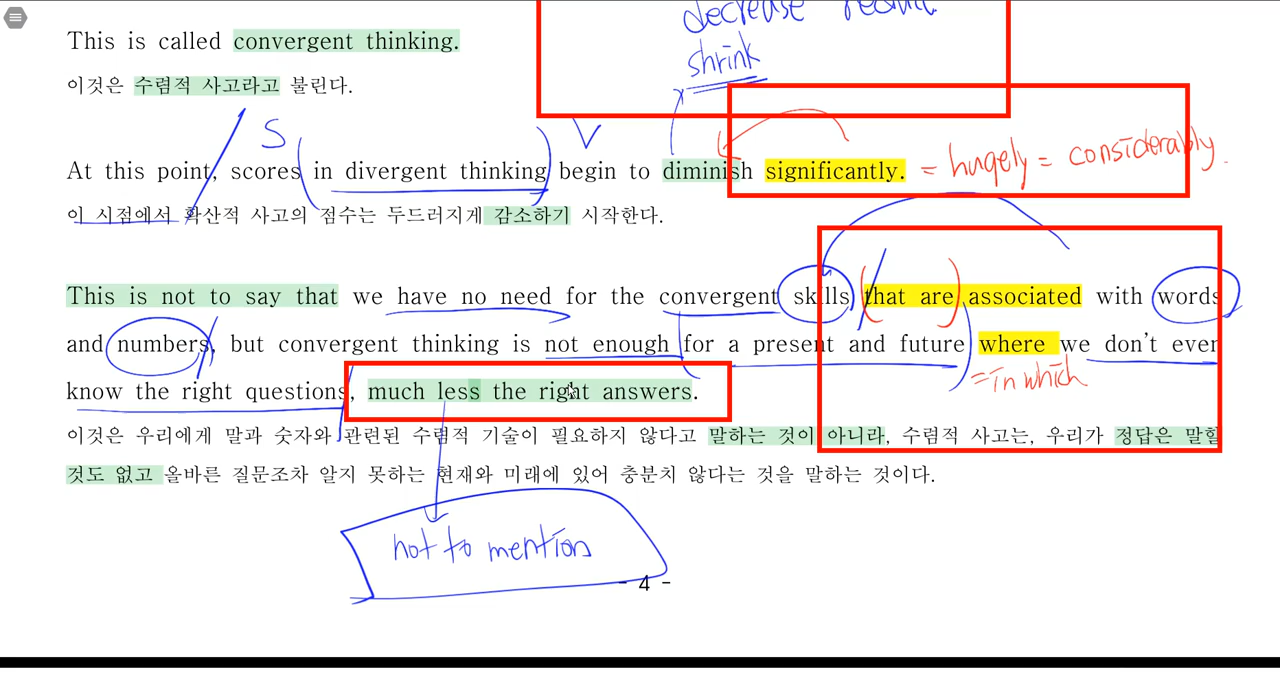 decrease
This is called convergent thinking.
shrink
이것은 수렴적 사고라고 불린다.
S V
At this point, scores in divergent thinking begin to diminish significantly. = hugely = considerably.
이 시점에서 확산적 사고의 점수는 두드러지게 감소하기 시작한다.
This is not to say that we have no need for the convergent skills that are associated with words
and numbers, but convergent thinking is not enough for a present and future where we don't even
= in which
know the right questions, much less the right answers.
이것은 우리에게 말과 숫자와 관련된 수렴적 기술이 필요하지 않다고 말하는 것이 아니라, 수렴적 사고는, 우리가 정답은 말할
것도 없고 올바른 질문조차 알지 못하는 현재와 미래에 있어 충분치 않다는 것을 말하는 것이다.
not to mention
- 4 -